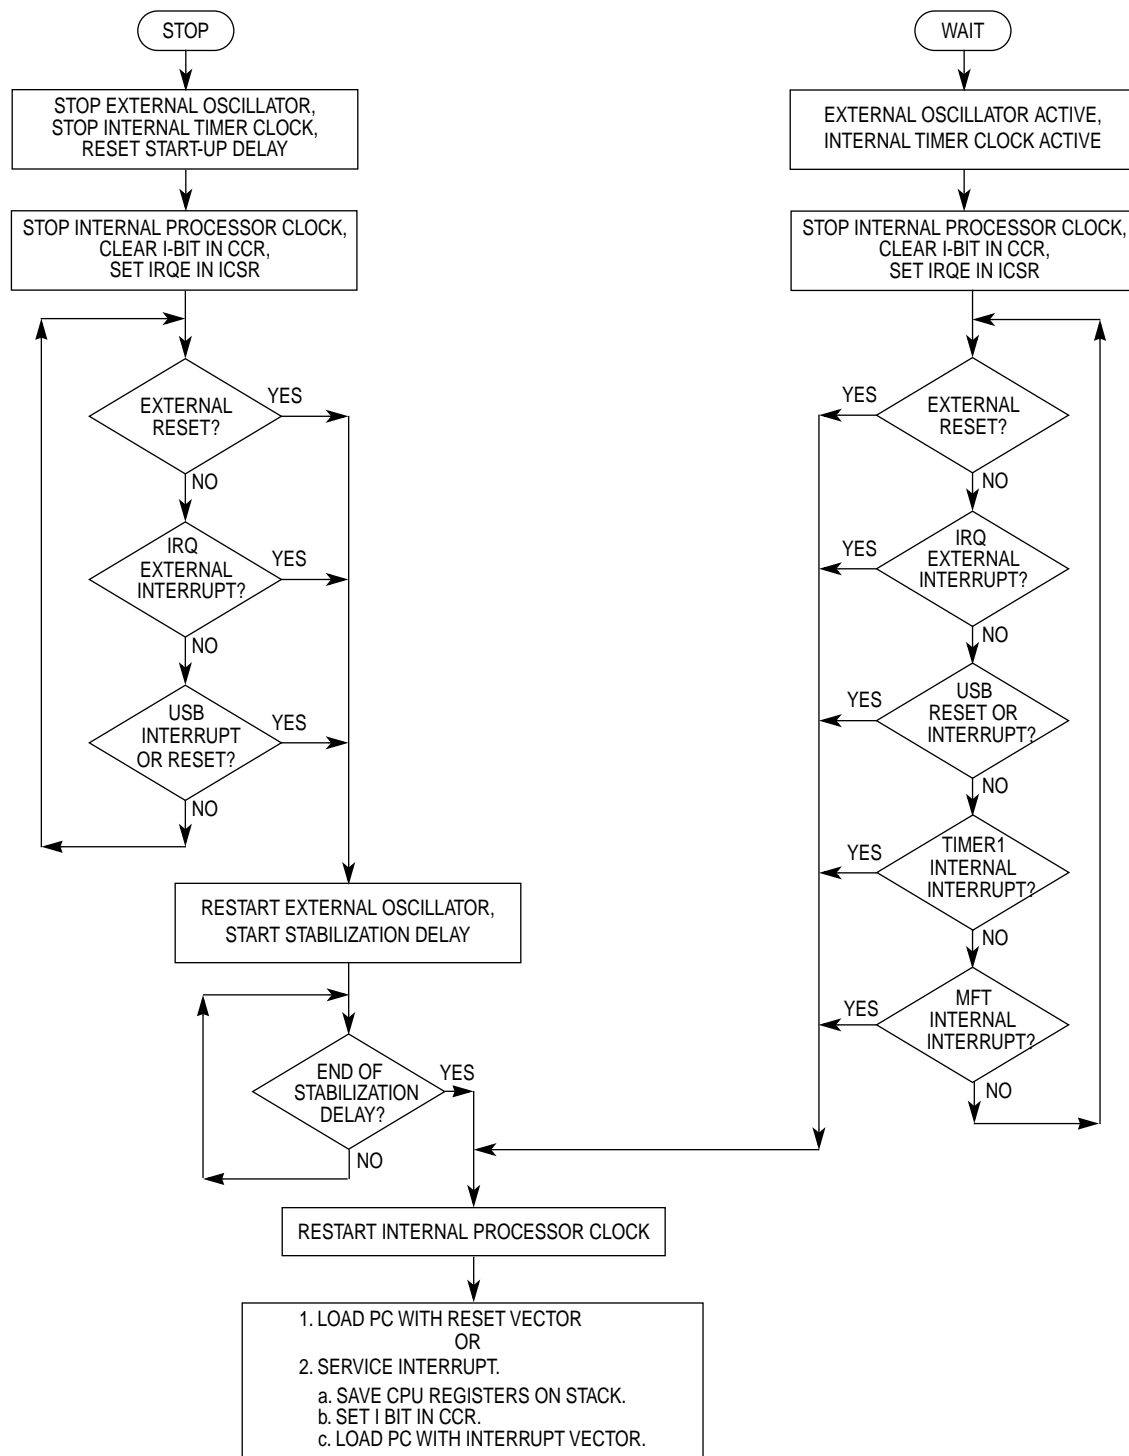 STOP
STOP EXTERNAL OSCILLATOR,
STOP INTERNAL TIMER CLOCK,
RESET START-UP DELAY
STOP INTERNAL PROCESSOR CLOCK,
CLEAR I-BIT IN CCR,
SET IRQE IN ICSR
EXTERNAL
RESET?
YES
NO
IRQ
EXTERNAL
INTERRUPT?
YES
NO
USB
INTERRUPT
OR RESET?
YES
NO
RESTART EXTERNAL OSCILLATOR,
START STABILIZATION DELAY
END OF
STABILIZATION
DELAY?
YES
NO
WAIT
EXTERNAL OSCILLATOR ACTIVE,
INTERNAL TIMER CLOCK ACTIVE
STOP INTERNAL PROCESSOR CLOCK,
CLEAR I-BIT IN CCR,
SET IRQE IN ICSR
YES
EXTERNAL
RESET?
NO
YES
IRQ
EXTERNAL
INTERRUPT?
NO
YES
USB
RESET OR
INTERRUPT?
NO
YES
TIMER1
INTERNAL
INTERRUPT?
NO
YES
MFT
INTERNAL
INTERRUPT?
NO
RESTART INTERNAL PROCESSOR CLOCK
1. LOAD PC WITH RESET VECTOR
OR
2. SERVICE INTERRUPT.
a. SAVE CPU REGISTERS ON STACK.
b. SET I BIT IN CCR.
c. LOAD PC WITH INTERRUPT VECTOR.